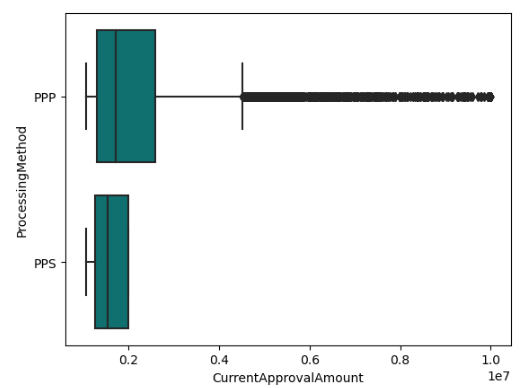 PPP
ProcessingMethod
PPS
0.2
0.4
0.6
0.8
1.0
1e7
CurrentApprovalAmount